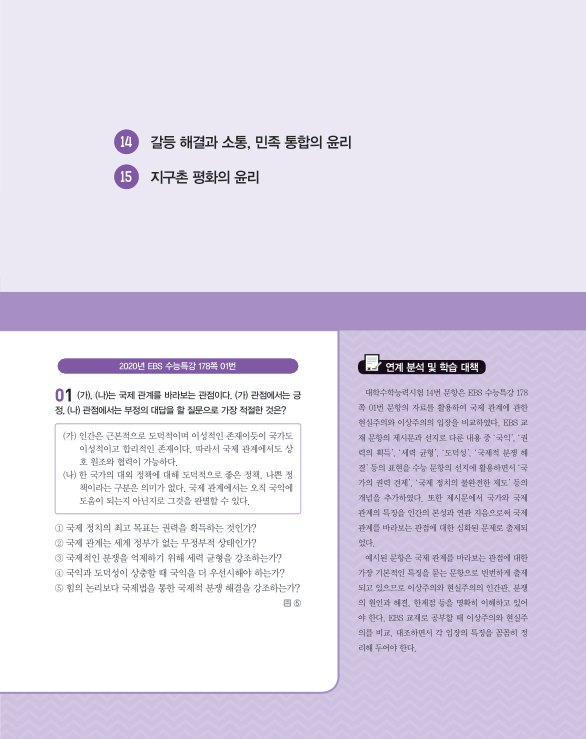 14 갈등 해결과 소통, 민족 통합의 윤리
15 지구촌 평화의 윤리
2020년 EBS 수능특강 178쪽 01번
01 (가), (나)는 국제 관계를 바라보는 관점이다. (가) 관점에서는 긍
정, (나) 관점에서는 부정의 대답을 할 질문으로 가장 적절한 것은?
(가) 인간은 근본적으로 도덕적이며 이성적인 존재이듯이 국가도
이성적이고 합리적인 존재이다. 따라서 국제 관계에서도 상
호 원조와 협력이 가능하다.
(나) 한 국가의 대외 정책에 대해 도덕적으로 좋은 정책, 나쁜 정
책이라는 구분은 의미가 없다. 국제 관계에서는 오직 국익에
도움이 되는지 아닌지로 그것을 판별할 수 있다.
① 국제 정치의 최고 목표는 권력을 획득하는 것인가?
② 국제 관계는 세계 정부가 없는 무정부적 상태인가?
③ 국제적인 분쟁을 억제하기 위해 세력 균형을 강조하는가?
④ 국익과 도덕성이 상충할 때 국익을 더 우선시해야 하는가?
⑤ 힘의 논리보다 국제법을 통한 국제적 분쟁 해결을 강조하는가?
답 ⑤
연계 분석 및 학습 대책
대학수학능력시험 14번 문항은 EBS 수능특강 178
쪽 01번 문항의 자료를 활용하여 국제 관계에 관한
현실주의와 이상주의의 입장을 비교하였다. EBS 교
재 문항의 제시문과 선지로 다룬 내용 중 ‘국익’, ‘권
력의 획득’, ‘세력 균형’, ‘도덕성’, ‘국제적 분쟁 해
결’ 등의 표현을 수능 문항의 선지에 활용하면서 ‘국
가의 권력 견제’, ‘국제 정치의 불완전한 제도’ 등의
개념을 추가하였다. 또한 제시문에서 국가와 국제
관계의 특징을 인간의 본성과 연관 지음으로써 국제
관계를 바라보는 관점에 대한 심화된 문제로 출제되
었다.
예시된 문항은 국제 관계를 바라보는 관점에 대한
가장 기본적인 특징을 묻는 문항으로 빈번하게 출제
되고 있으므로 이상주의와 현실주의의 인간관, 분쟁
의 원인과 해결, 한계점 등을 명확히 이해하고 있어
야 한다. EBS 교재로 공부할 때 이상주의와 현실주
의를 비교, 대조하면서 각 입장의 특징을 꼼꼼히 정
리해 두어야 한다.